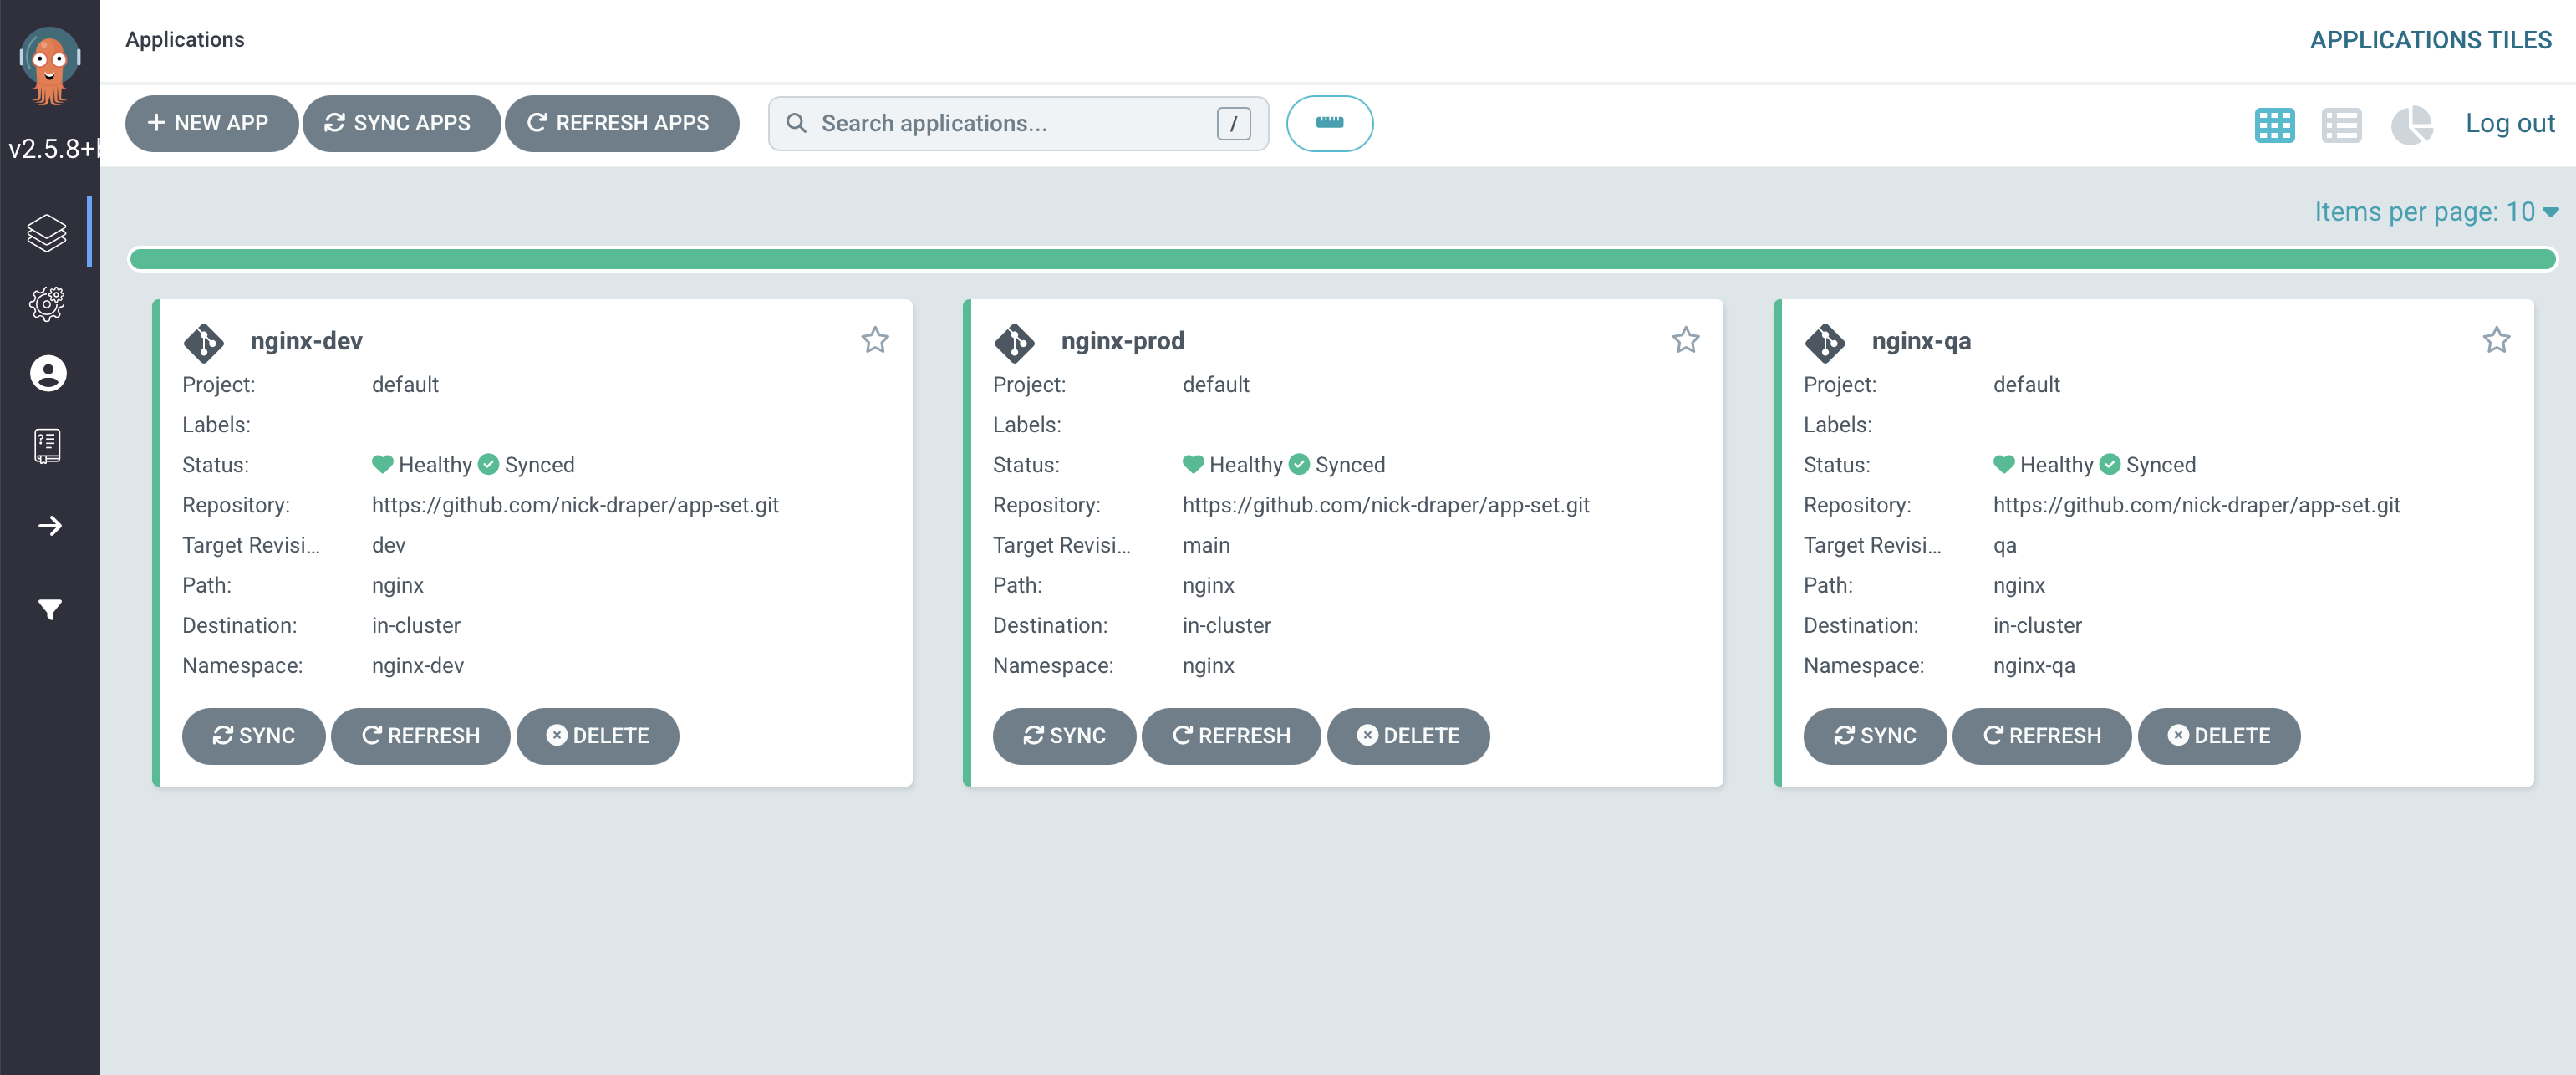 Applications
APPLICATIONS TILES
v2.5.8+
NEW APP
SYNC APPS
REFRESH APPS
Search applications...
/
Log out
Items per page: 10
nginx-dev
Project: default
Labels:
Status: Healthy Synced
Repository: https://github.com/nick-draper/app-set.git
Target Revisi... dev
Path: nginx
Destination: in-cluster
Namespace: nginx-dev
SYNC REFRESH DELETE
nginx-prod
Project: default
Labels:
Status: Healthy Synced
Repository: https://github.com/nick-draper/app-set.git
Target Revisi... main
Path: nginx
Destination: in-cluster
Namespace: nginx
SYNC REFRESH DELETE
nginx-qa
Project: default
Labels:
Status: Healthy Synced
Repository: https://github.com/nick-draper/app-set.git
Target Revisi... qa
Path: nginx
Destination: in-cluster
Namespace: nginx-qa
SYNC REFRESH DELETE